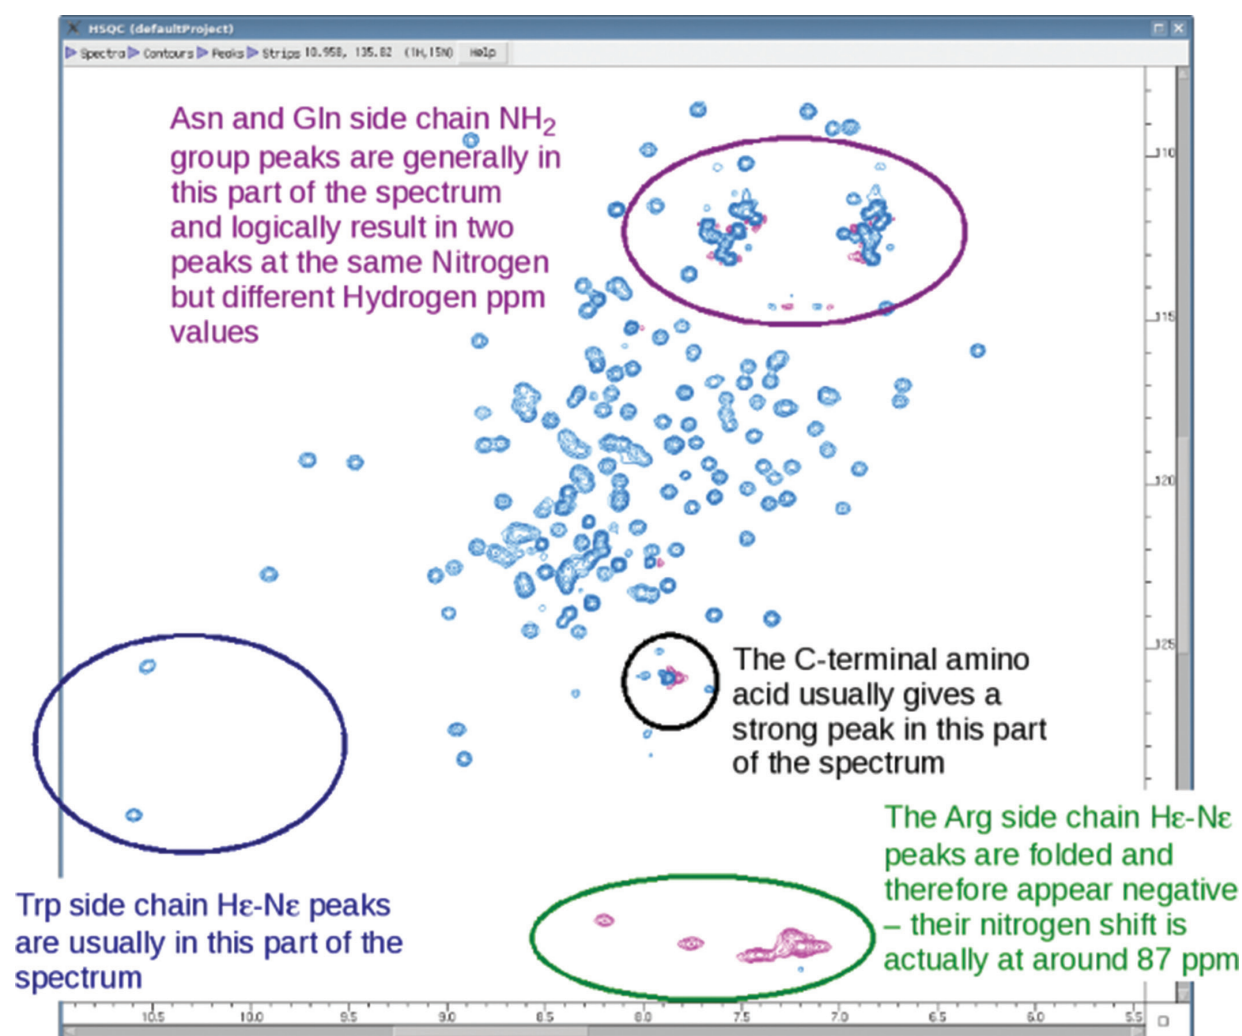 HSQC (defaultProject)
Spectra Contours Peaks Strips 10.958, 135.82 (1H,15N) Help
Asn and Gln side chain NH2
group peaks are generally in
this part of the spectrum
and logically result in two
peaks at the same Nitrogen
but different Hydrogen ppm
values
110
115
120
125
The C-terminal amino
acid usually gives a
strong peak in this part
of the spectrum
The Arg side chain Hε-Nε
peaks are folded and
therefore appear negative
– their nitrogen shift is
actually at around 87 ppm
Trp side chain Hε-Nε peaks
are usually in this part of the
spectrum
10.5 10.0 9.5 9.0 8.5 8.0 7.5 7.0 6.5 6.0 5.5